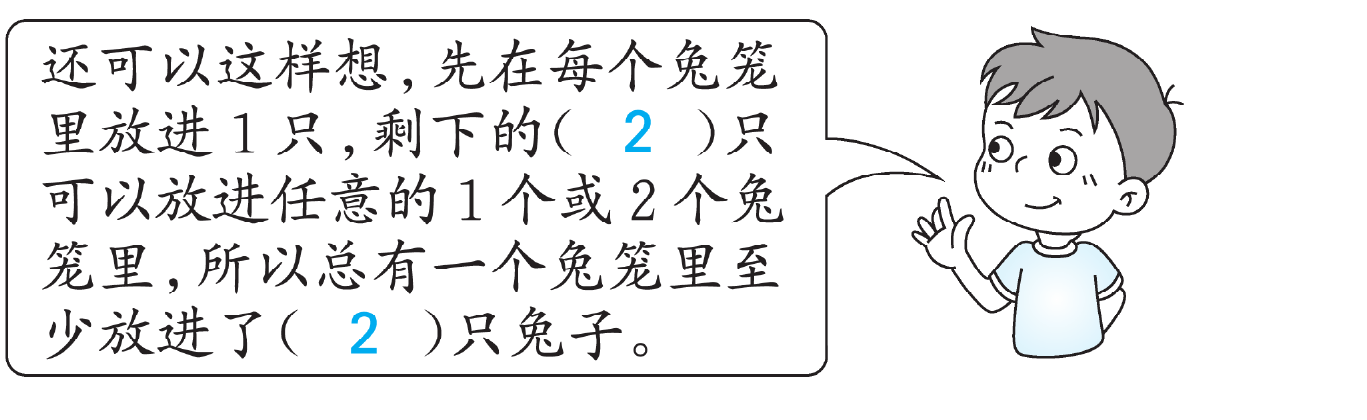 还可以这样想,先在每个兔笼
里放进1只,剩下的( 2 )只
可以放进任意的1个或2个兔
笼里,所以总有一个兔笼里至
少放进了( 2 )只兔子。